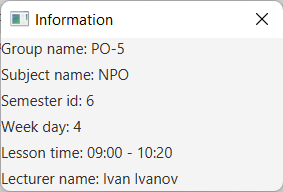 Information
Group name: PO-5
Subject name: NPO
Semester id: 6
Week day: 4
Lesson time: 09:00 - 10:20
Lecturer name: Ivan Ivanov